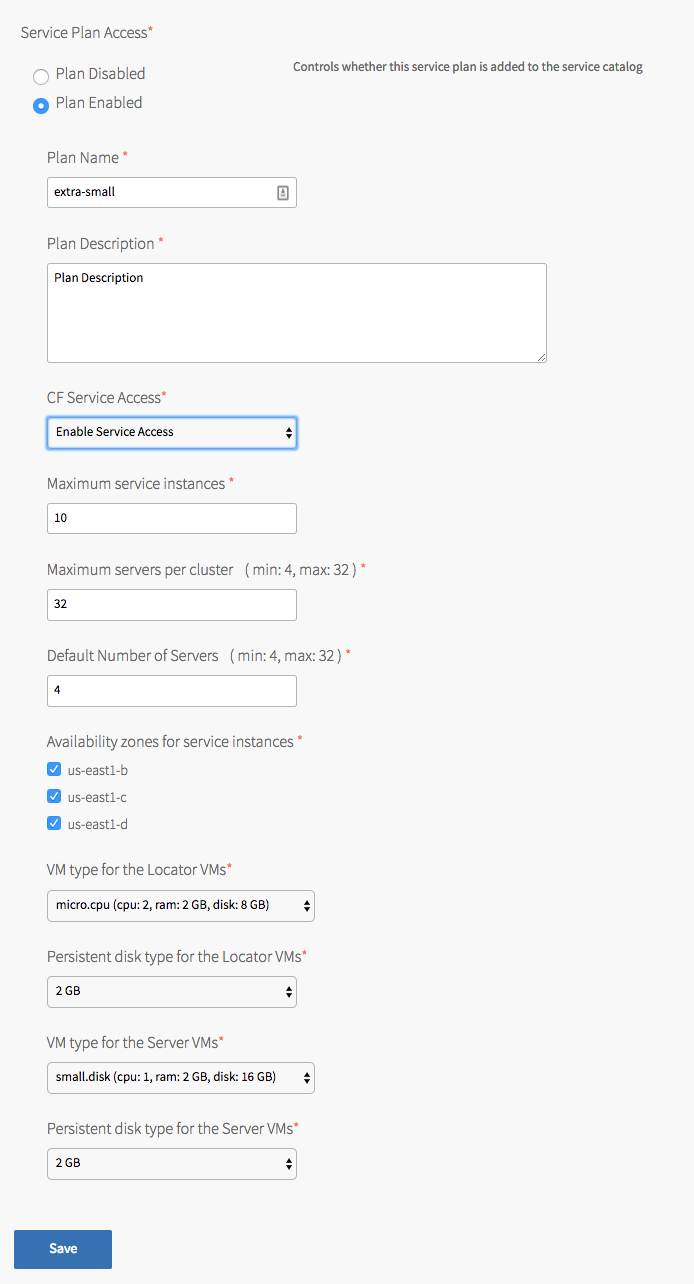 Service Plan Access*
Plan Disabled
Controls whether this service plan is added to the service catalog
Plan Enabled
Plan Name *
extra-small
Plan Description *
Plan Description
CF Service Access*
Enable Service Access
Maximum service instances *
10
Maximum servers per cluster ( min: 4, max: 32 ) *
32
Default Number of Servers ( min: 4, max: 32 ) *
4
Availability zones for service instances *
us-east1-b
us-east1-c
us-east1-d
VM type for the Locator VMs*
micro.cpu (cpu: 2, ram: 2 GB, disk: 8 GB)
Persistent disk type for the Locator VMs*
2 GB
VM type for the Server VMs*
small.disk (cpu: 1, ram: 2 GB, disk: 16 GB)
Persistent disk type for the Server VMs*
2 GB
Save